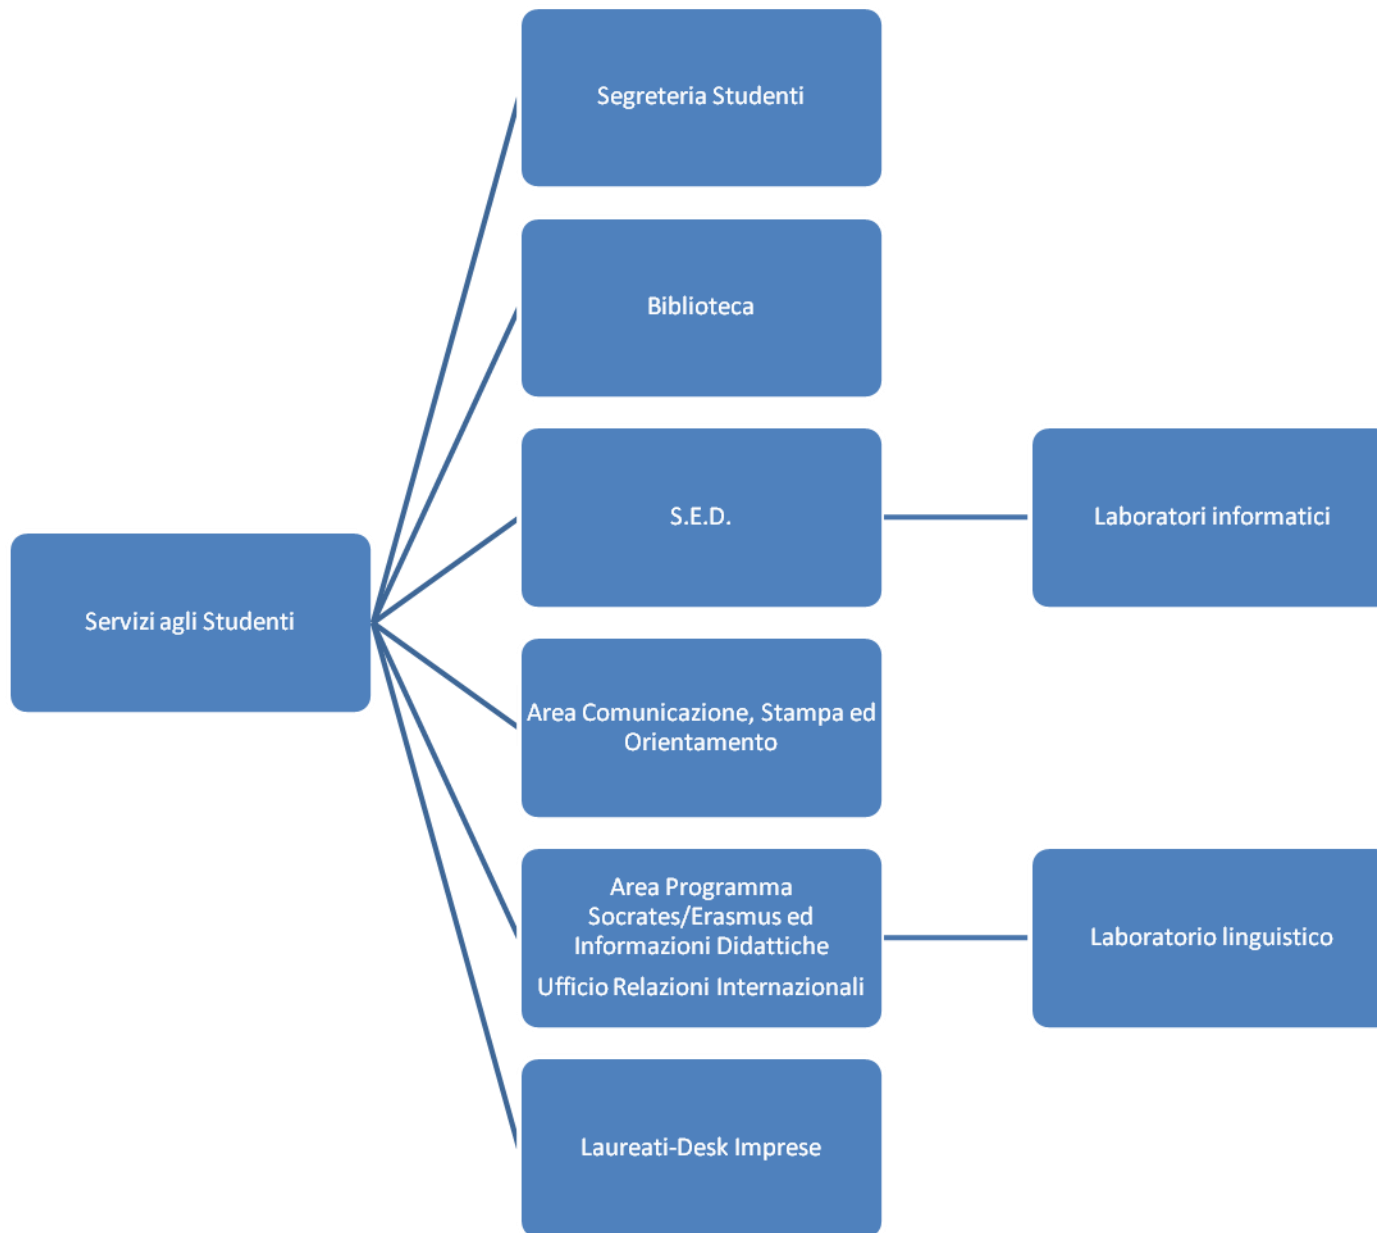 Segreteria Studenti
Biblioteca
S.E.D.
Laboratori informatici
Servizi agli Studenti
Area Comunicazione, Stampa ed
Orientamento
Area Programma
Socrates/Erasmus ed
Informazioni Didattiche
Ufficio Relazioni Internazionali
Laboratorio linguistico
Laureati-Desk Imprese